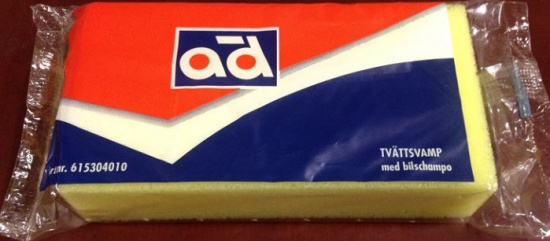 ad
TVÄTTSVAMP
med bilschampo
615304010